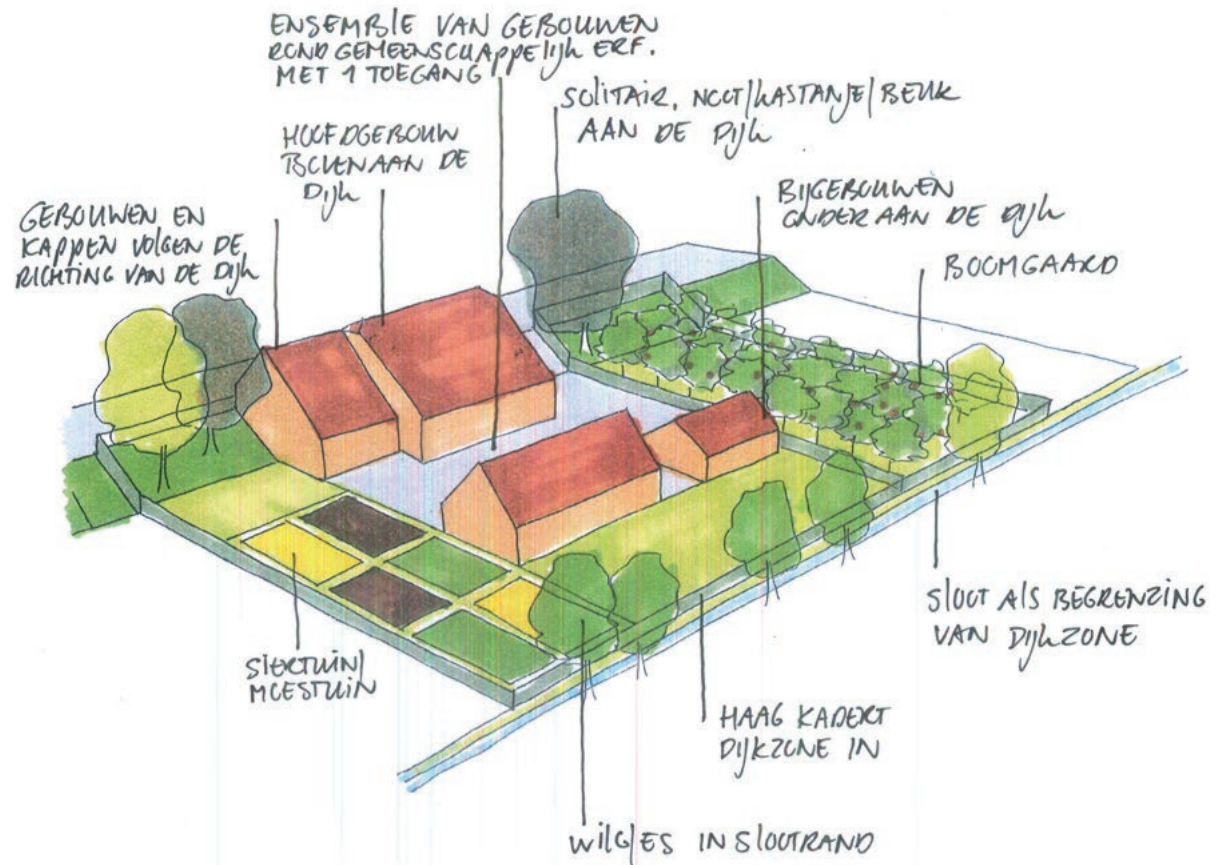 ENSEMBLE VAN GEBOUWEN
ROND GEMEENSCHAPPELIJK ERF.
MET 1 TOEGANG
SOLITAIR, NOOT/KASTANJE/BEUK
AAN DE DIJK
HOOFDGEBOUW
BOVENAAN DE
DIJK
BIJGEBOUWEN
ONDER AAN DE DIJK
GEBOUWEN EN
KAPPEN VOLGEN DE
RICHTING VAN DE DIJK
BOOMGAARD
SLOOT ALS BEGRENZING
VAN DIJKZONE
SIERTUIN/
MOESTUIN
HAAG KADERT
DIJKZONE IN
WILG/ES IN SLOOTRAND